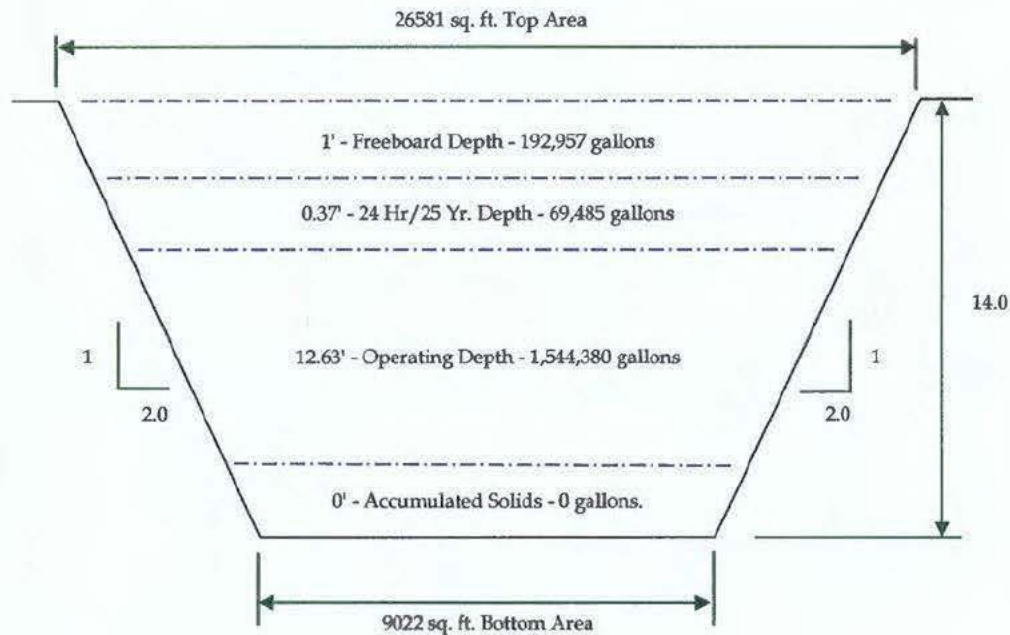 26581 sq. ft. Top Area
1' - Freeboard Depth - 192,957 gallons
0.37' - 24 Hr/25 Yr. Depth - 69,485 gallons
14.0
1
12.63' - Operating Depth - 1,544,380 gallons
1
2.0
2.0
0' - Accumulated Solids - 0 gallons.
9022 sq. ft. Bottom Area